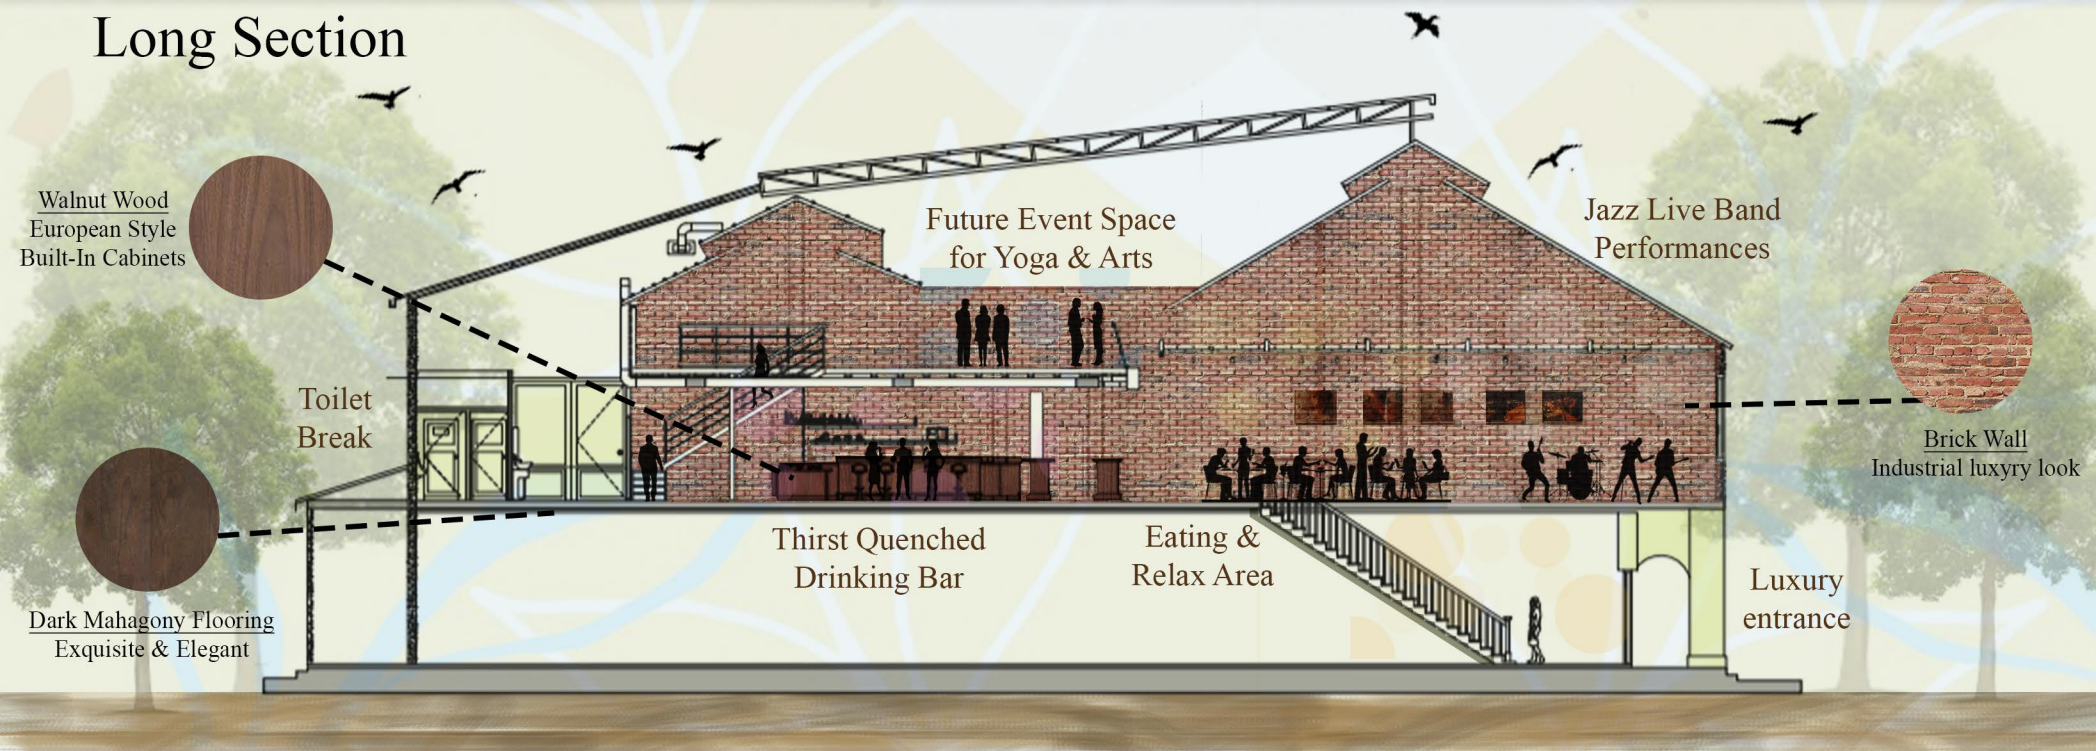 Long Section
Walnut Wood
European Style
Built-In Cabinets
Future Event Space
for Yoga & Arts
Jazz Live Band
Performances
Toilet
Break
Brick Wall
Industrial luxyry look
Thirst Quenched
Drinking Bar
Eating &
Relax Area
Luxury
entrance
Dark Mahagony Flooring
Exquisite & Elegant